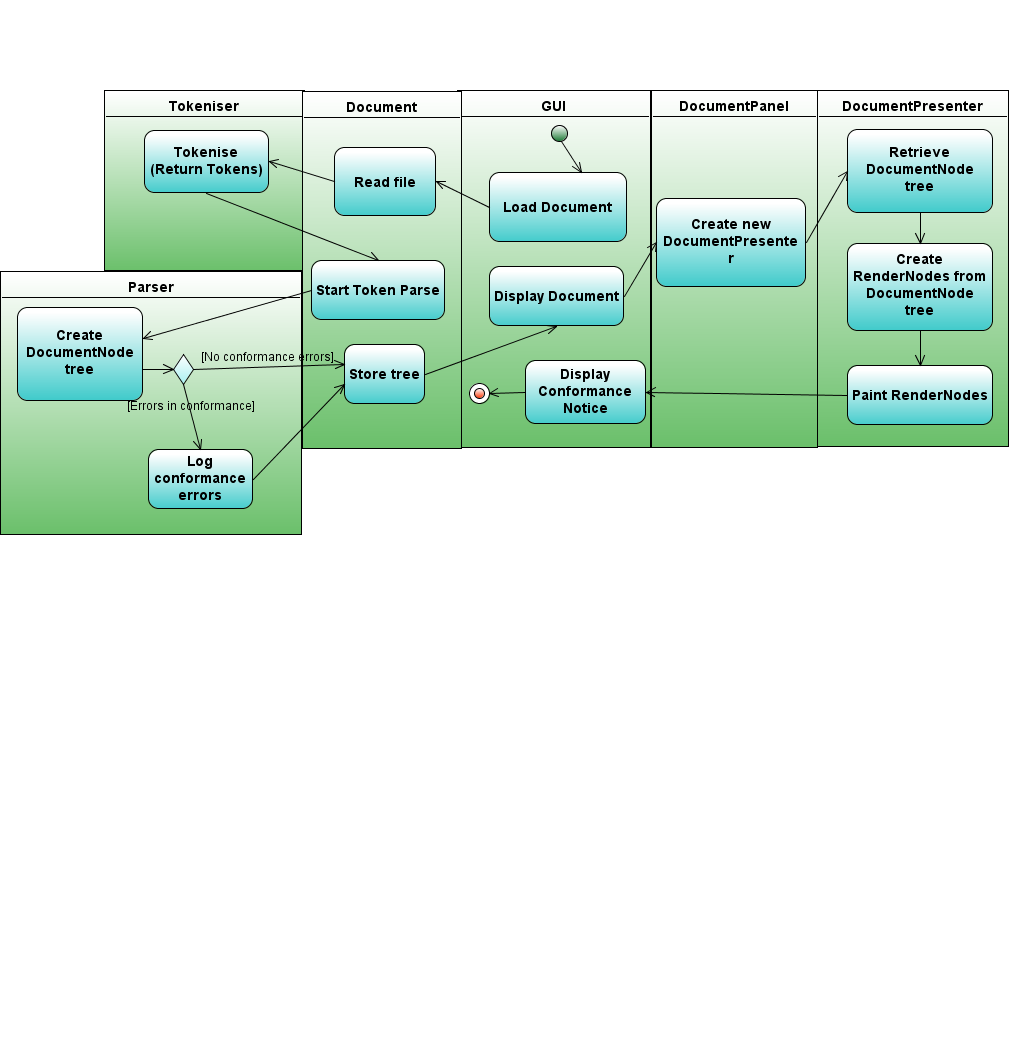 Tokeniser
Document
GUI
DocumentPanel
DocumentPresenter
Tokenise
(Return Tokens)
Read file
Load Document
Create new
DocumentPresente
r
Retrieve
DocumentNode
tree
Start Token Parse
Display Document
Create
RenderNodes from
DocumentNode
tree
Parser
Create
DocumentNode
tree
[No conformance errors]
Store tree
Display
Conformance
Notice
Paint RenderNodes
[Errors in conformance]
Log
conformance
errors